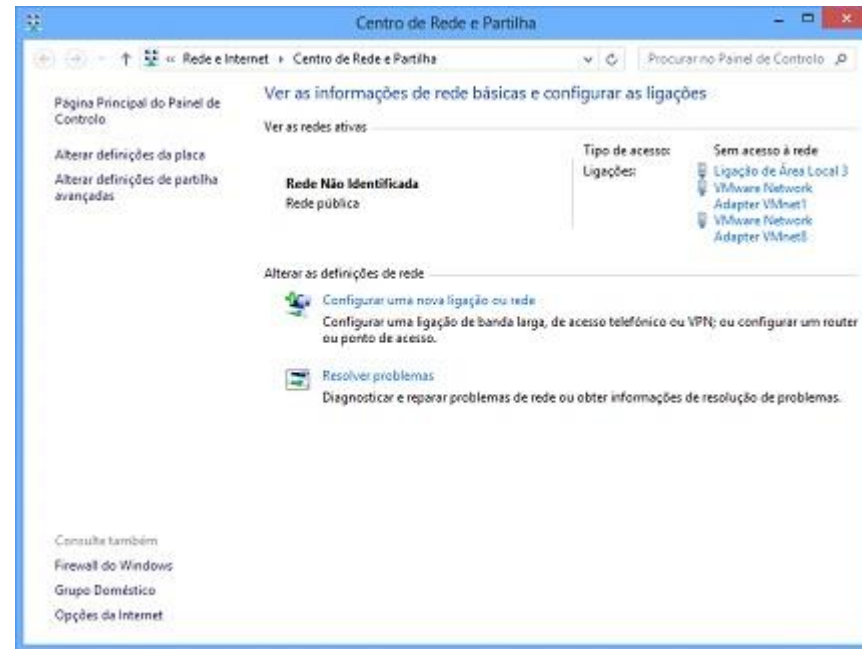 Centro de Rede e Partilha
« Rede e Internet Centro de Rede e Partilha
Procurar no Painel de Controlo
Página Principal do Painel de
Controlo
Alterar definições da placa
Alterar definições de partilha
avançadas
Ver as informações de rede básicas e configurar as ligações
Ver as redes ativas
Rede Não Identificada
Rede pública
Tipo de acesso: Sem acesso à rede
Ligações: Ligação de Área Local 3
VMware Network
Adapter VMnet1
VMware Network
Adapter VMnet8
Alterar as definições de rede
Configurar uma nova ligação ou rede
Configurar uma ligação de banda larga, de acesso telefónico ou VPN; ou configurar um router
ou ponto de acesso.
Resolver problemas
Diagnosticar e reparar problemas de rede ou obter informações de resolução de problemas.
Consulte também
Firewall do Windows
Grupo Doméstico
Opções da Internet